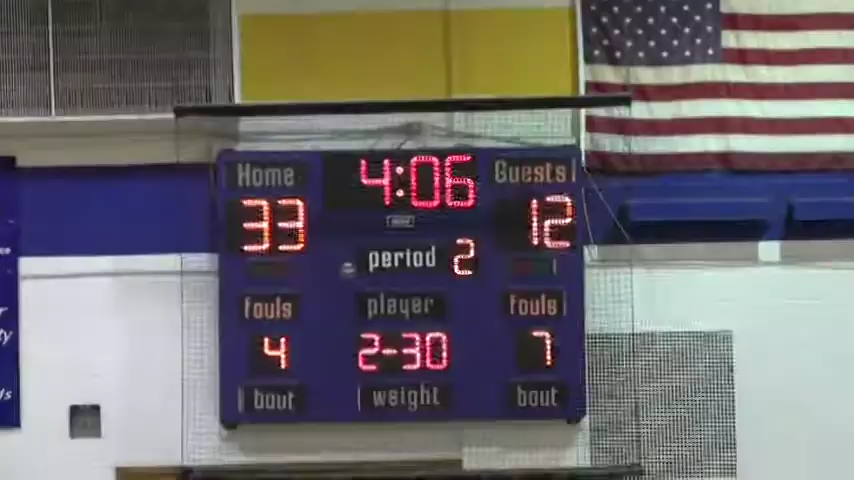 Home 4:06 Guests
33 12
period 2
fouls player fouls
4 2-30 7
bout weight bout